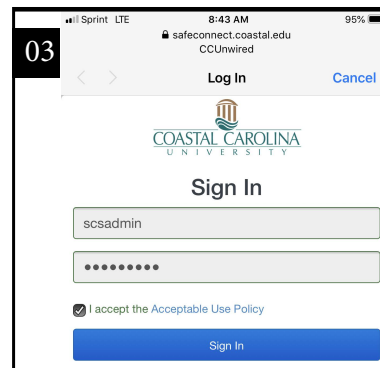 Sprint LTE 8:43 AM 95%
safeconnect.coastal.edu
CCUnwired
03
Log In Cancel
COASTAL CAROLINA
UNIVERSITY
Sign In
scsadmin
•••••••••
I accept the Acceptable Use Policy
Sign In